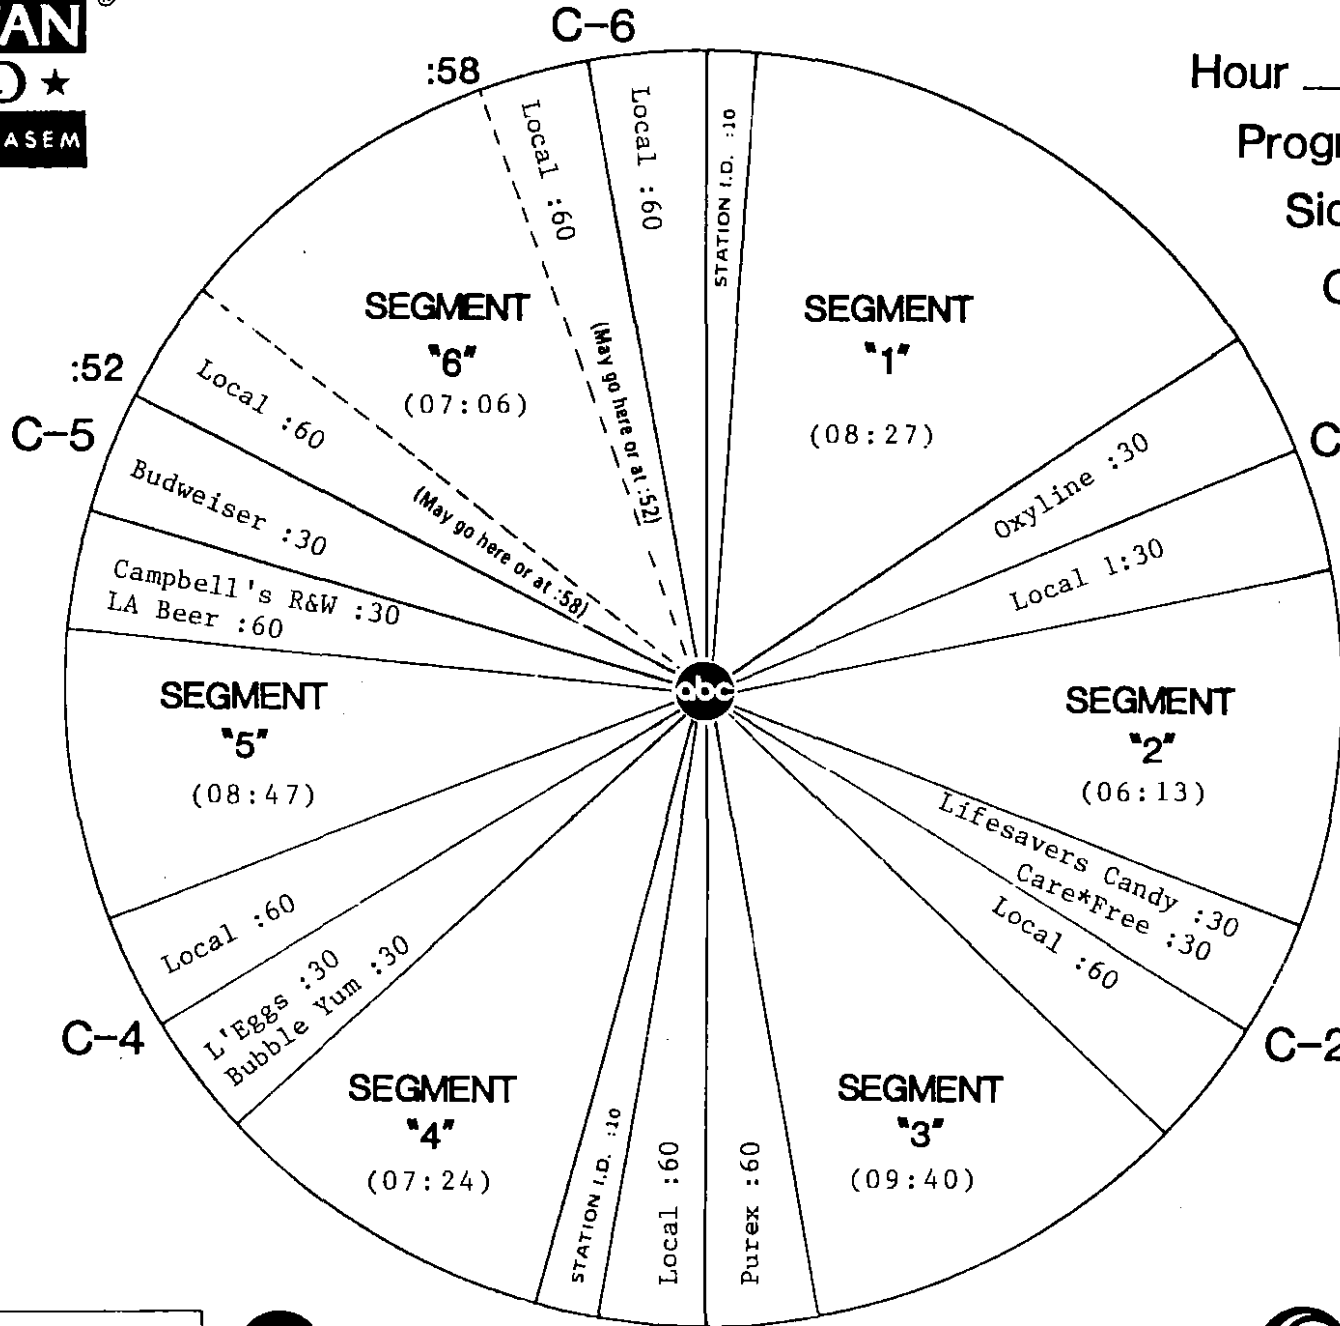 C-6
:58
Hour
STATION I.D. :10
SEGMENT
"1"
(08:27)
Oxyline :30
Local 1:30
SEGMENT
"2"
(06:13)
Lifesavers Candy :30
Care*Free :30
Local :60
C-2
SEGMENT
"3"
(09:40)
Purex :60
Local :60
STATION I.D. :10
SEGMENT
"4"
(07:24)
L'Eggs :30
Bubble Yum :30
C-4
Local :60
SEGMENT
"5"
(08:47)
Campbell's R&W :30
LA Beer :60
Budweiser :30
C-5
:52
Local :60
(May go here or at :58)
SEGMENT
"6"
(07:06)
Local :60
(May go here or at :52)
Local :60
abc